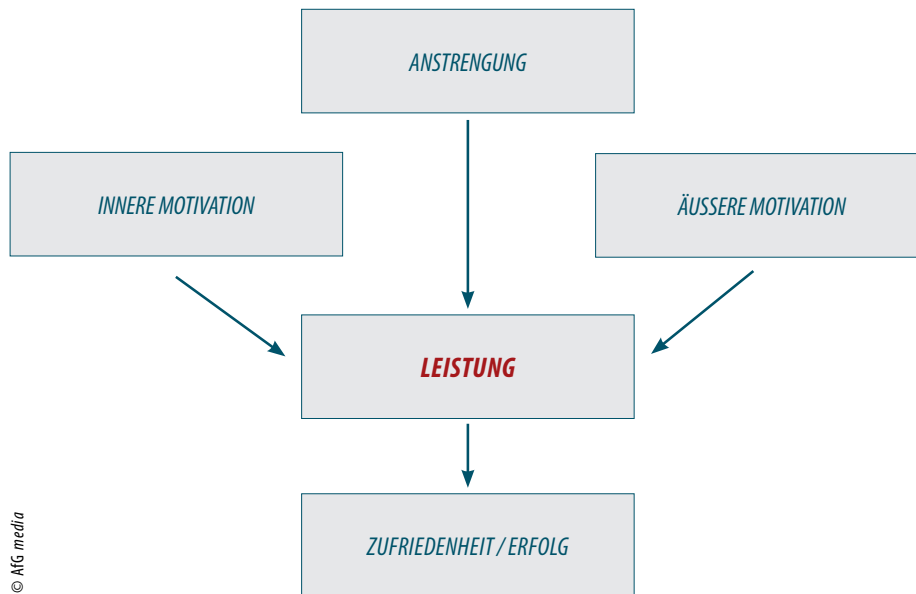 ANSTRENGUNG
INNERE MOTIVATION
ÄUSSERE MOTIVATION
LEISTUNG
ZUFRIEDENHEIT / ERFOLG
© AfG media